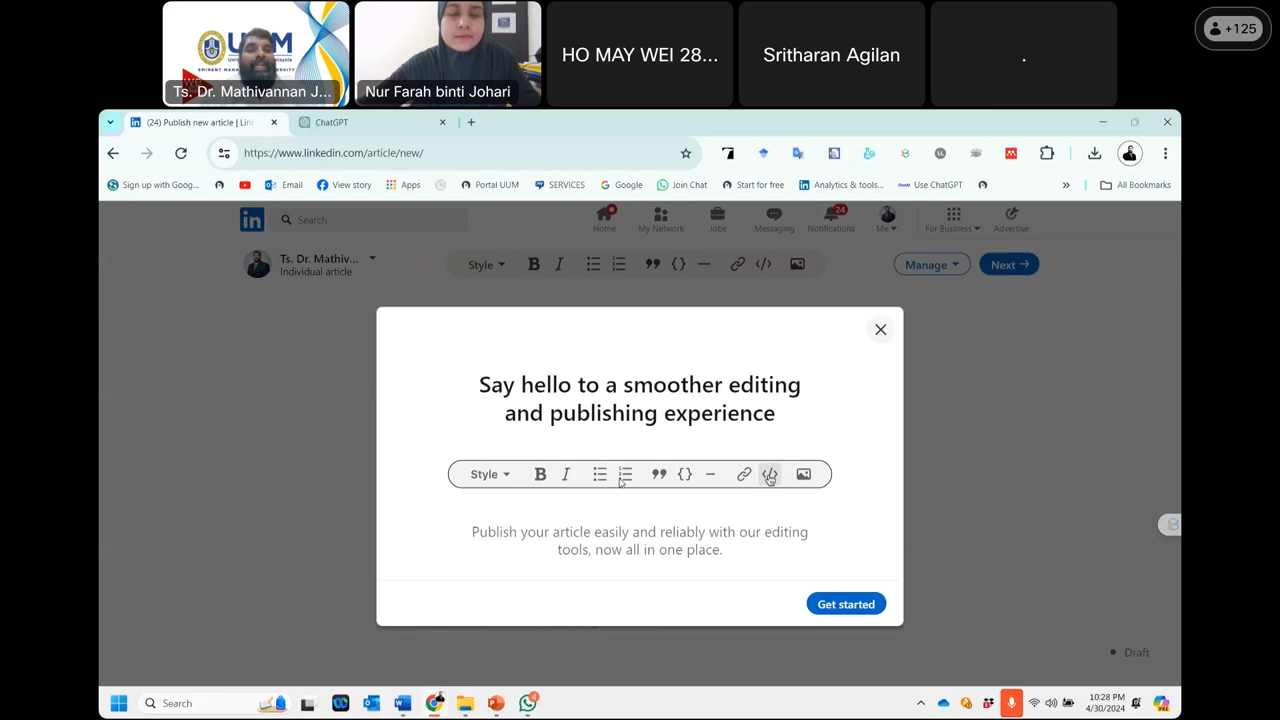 +125
Ts. Dr. Mathivannan J...
Nur Farah binti Johari
HO MAY WEI 28...
Sritharan Agilan
.
(24) Publish new article | Lin
ChatGPT
https://www.linkedin.com/article/new/
Sign up with Goog...
Email
View story
Apps
Portal UUM
SERVICES
Google
Join Chat
Start for free
Analytics & tools...
Use ChatGPT
All Bookmarks
Search
Home
My Network
Jobs
Messaging
24
Notifications
Me
For Business
Advertise
Ts. Dr. Mathiv...
Individual article
Style
B I
Manage
Next
Say hello to a smoother editing
and publishing experience
Style
B I
Publish your article easily and reliably with our editing
tools, now all in one place.
Get started
Draft
Search
4
10:28 PM
4/30/2024